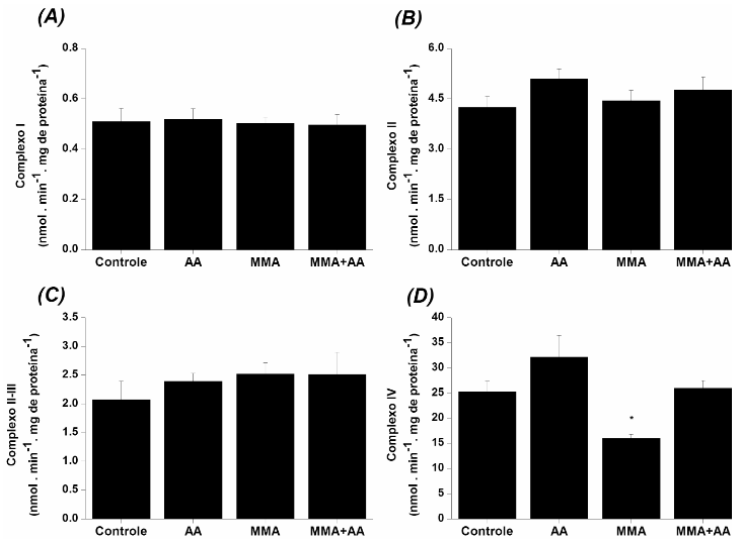 (A)
Complexo I
(nmol . min⁻¹. mg de proteína⁻¹)
0.8
0.6
0.4
0.2
0.0
Controle AA MMA MMA+AA
(B)
Complexo II
(nmol . min⁻¹. mg de proteína⁻¹)
6.0
4.5
3.0
1.5
0.0
Controle AA MMA MMA+AA
(C)
Complexo II-III
(nmol . min⁻¹. mg de proteína⁻¹)
3.5
3.0
2.5
2.0
1.5
1.0
0.5
0.0
Controle AA MMA MMA+AA
(D)
Complexo IV
(nmol . min⁻¹. mg de proteína⁻¹)
40
35
30
25
20
15
10
5
0
*
Controle AA MMA MMA+AA